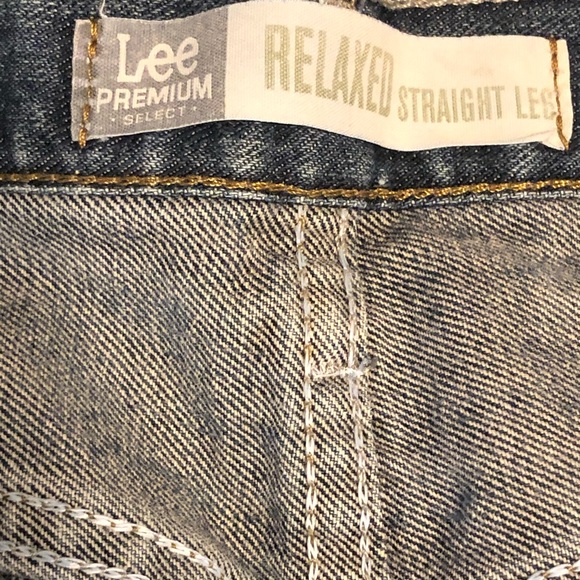 Lee
PREMIUM
· SELECT ·
RELAXED
STRAIGHT LEG